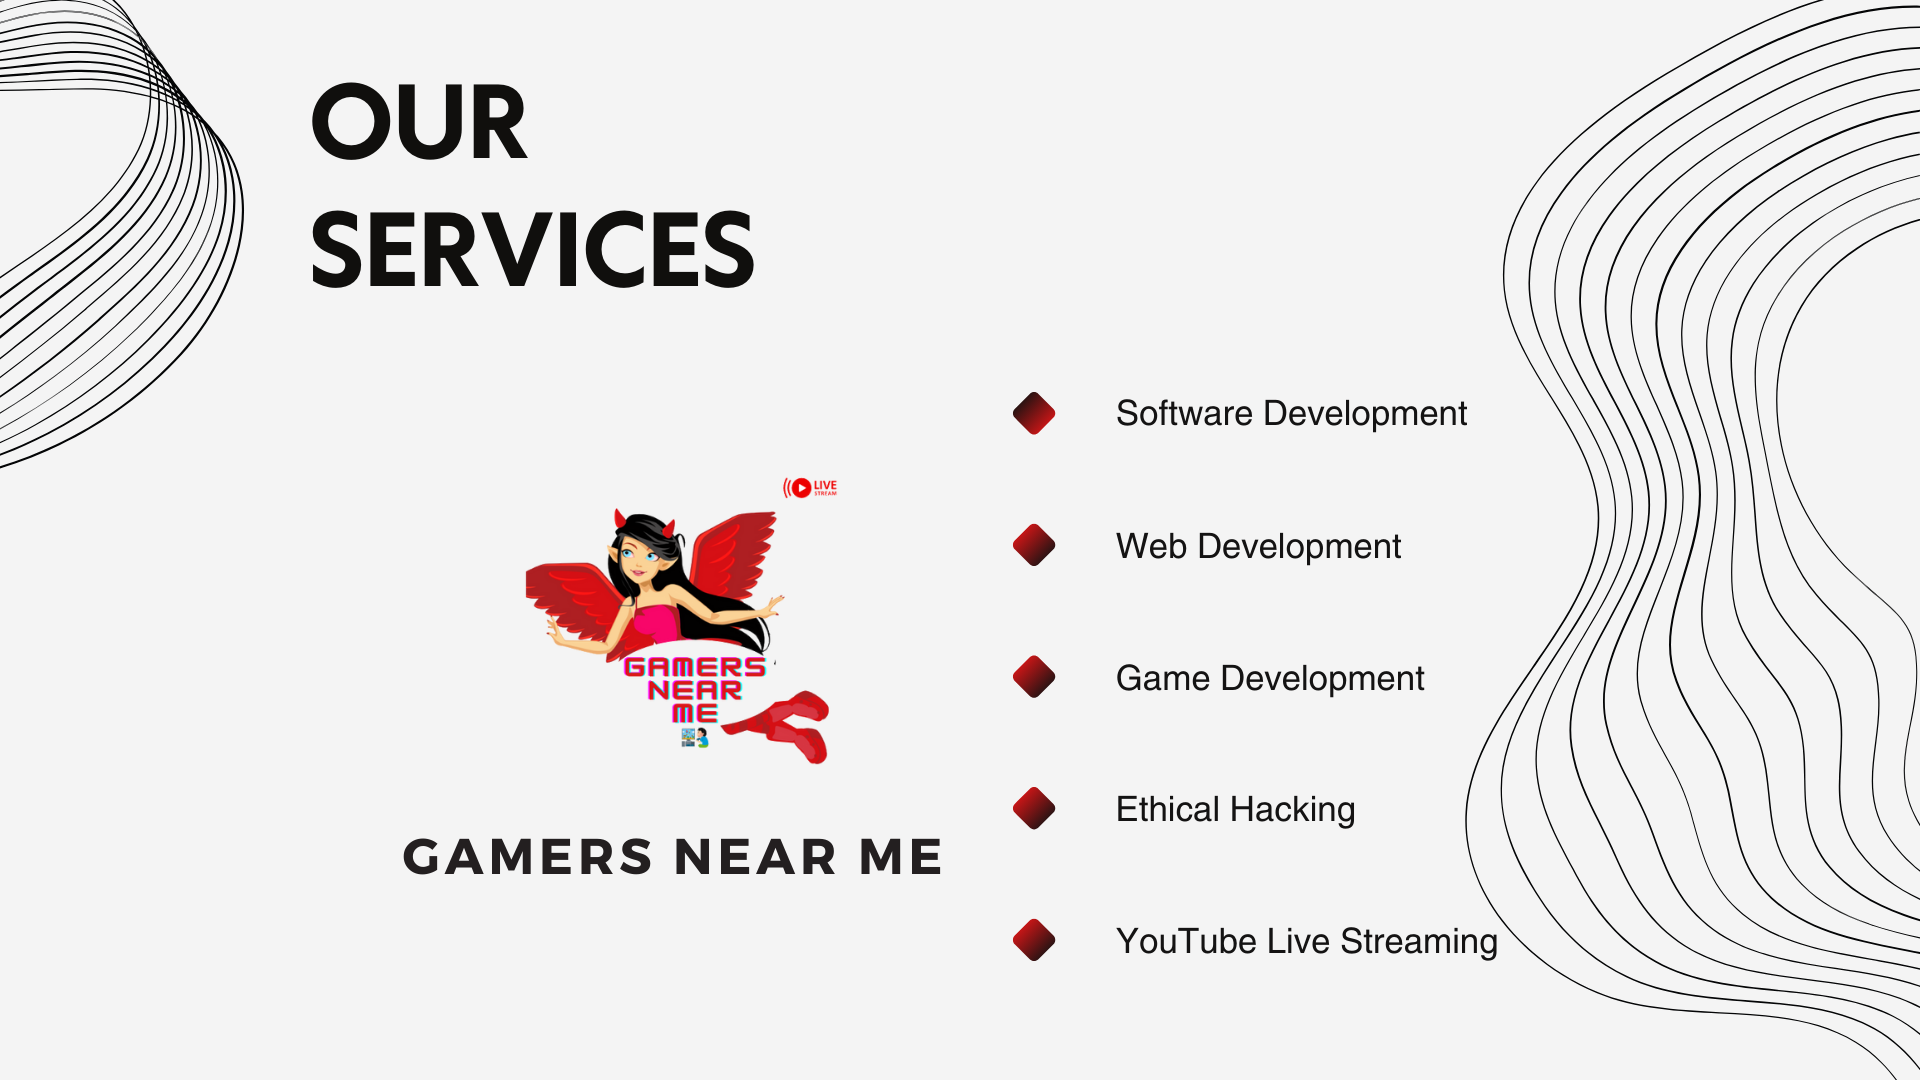 OUR
SERVICES
Software Development
LIVE
STREAM
Web Development
GAMERS
NEAR
ME
Game Development
Ethical Hacking
GAMERS NEAR ME
YouTube Live Streaming